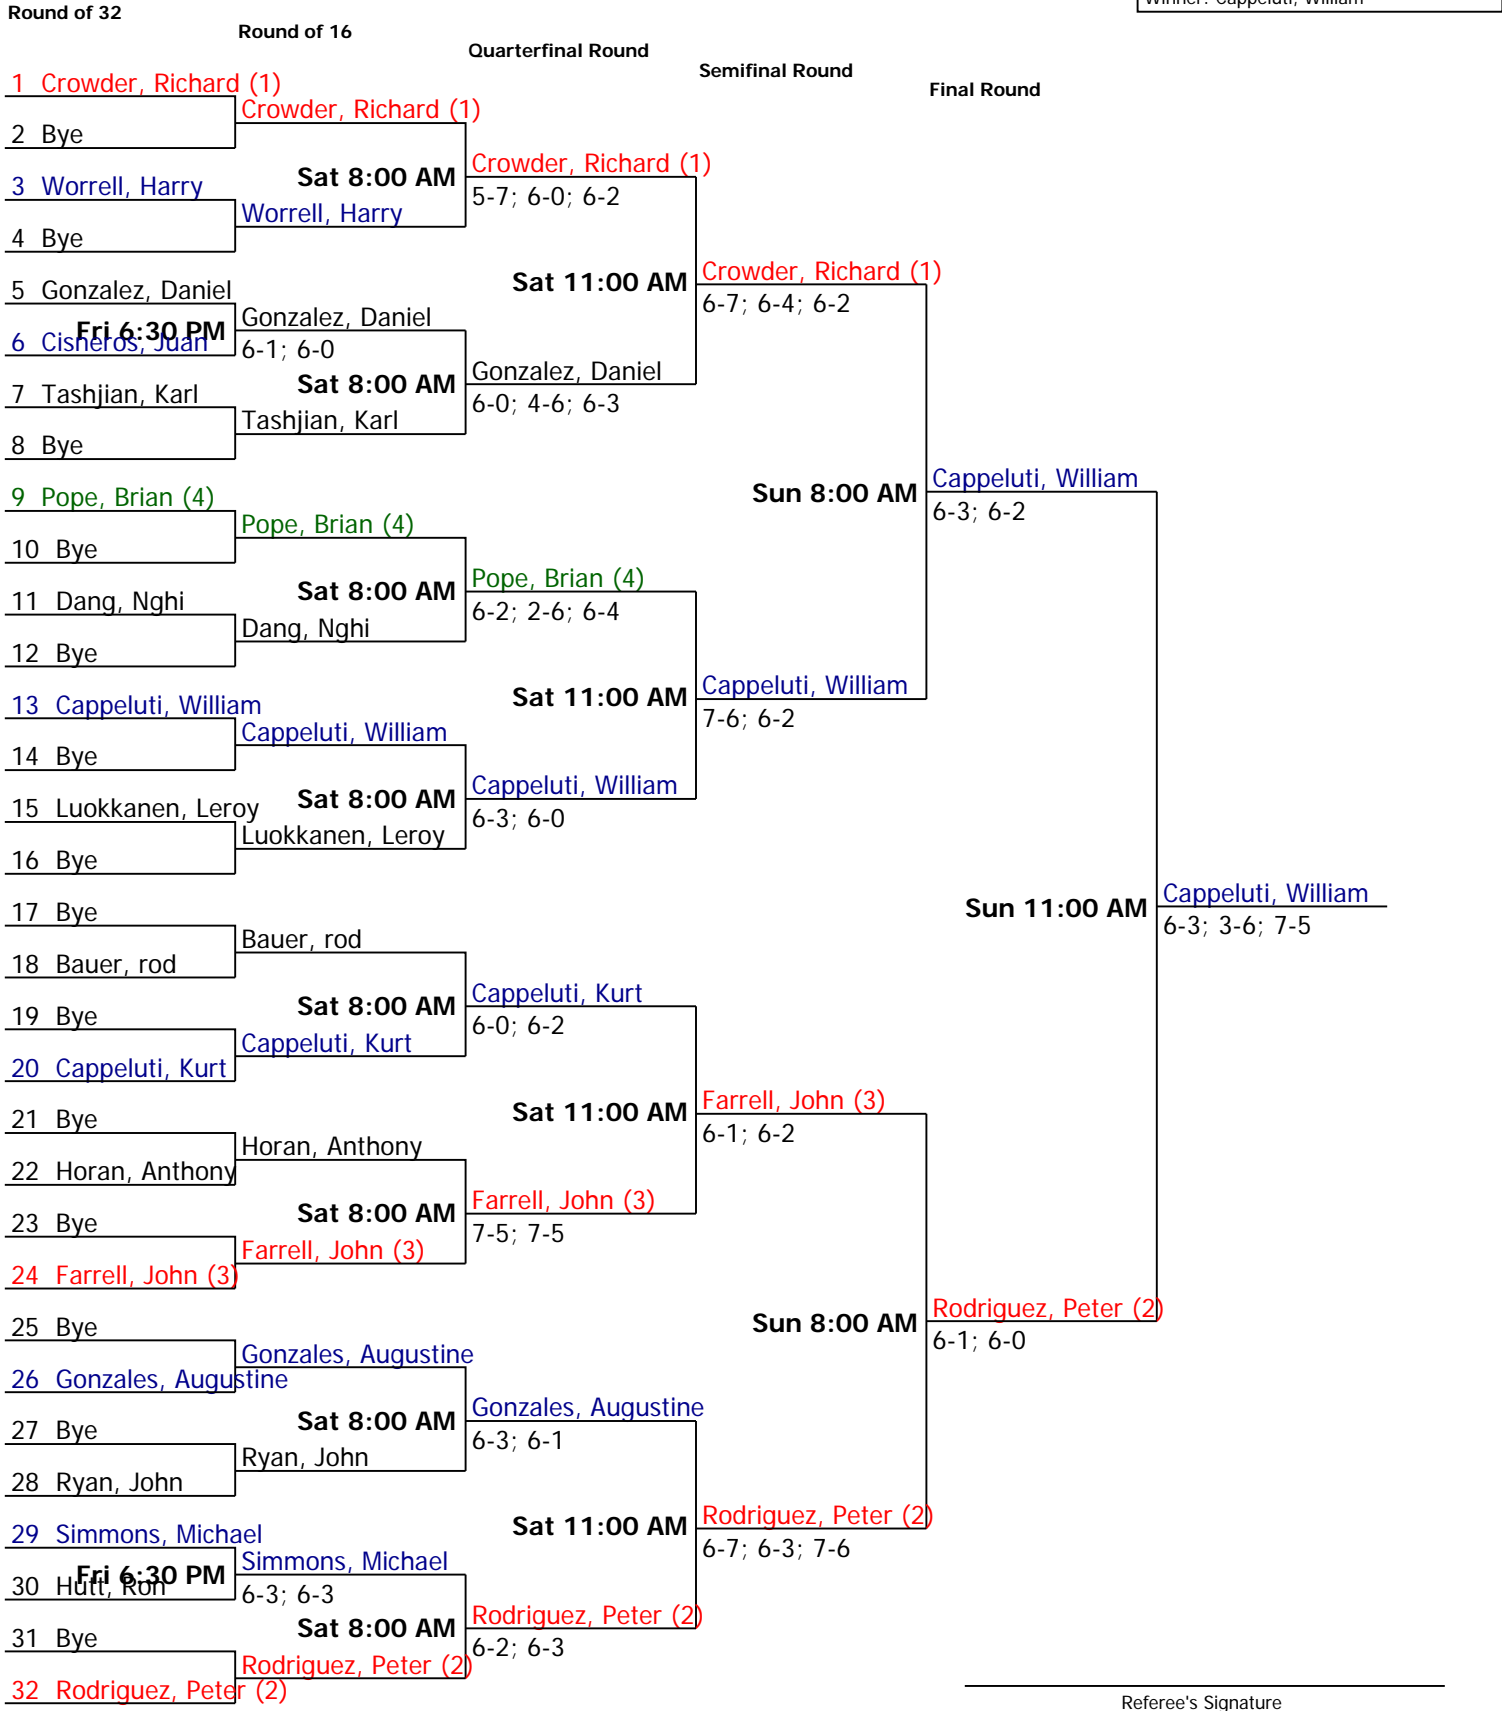 Winner: Cappeluti, William
Round of 32
Round of 16
Quarterfinal Round
Semifinal Round
Final Round
1 Crowder, Richard (1)
2 Bye
3 Worrell, Harry
4 Bye
5 Gonzalez, Daniel
Fri 6:30 PM
6 Cisneros, Juan
7 Tashjian, Karl
8 Bye
9 Pope, Brian (4)
10 Bye
11 Dang, Nghi
12 Bye
13 Cappeluti, William
14 Bye
15 Luokkanen, Leroy
16 Bye
17 Bye
18 Bauer, rod
19 Bye
20 Cappeluti, Kurt
21 Bye
22 Horan, Anthony
23 Bye
24 Farrell, John (3)
25 Bye
26 Gonzales, Augustine
27 Bye
28 Ryan, John
29 Simmons, Michael
Fri 6:30 PM
30 Hutt, Ron
31 Bye
32 Rodriguez, Peter (2)
Crowder, Richard (1)
Sat 8:00 AM
Worrell, Harry
Gonzalez, Daniel
6-1; 6-0
Sat 8:00 AM
Tashjian, Karl
Pope, Brian (4)
Sat 8:00 AM
Dang, Nghi
Cappeluti, William
Sat 8:00 AM
Luokkanen, Leroy
Bauer, rod
Sat 8:00 AM
Cappeluti, Kurt
Horan, Anthony
Sat 8:00 AM
Farrell, John (3)
Gonzales, Augustine
Sat 8:00 AM
Ryan, John
Simmons, Michael
6-3; 6-3
Sat 8:00 AM
Rodriguez, Peter (2)
Crowder, Richard (1)
5-7; 6-0; 6-2
Sat 11:00 AM
Gonzalez, Daniel
6-0; 4-6; 6-3
Pope, Brian (4)
6-2; 2-6; 6-4
Sat 11:00 AM
Cappeluti, William
6-3; 6-0
Cappeluti, Kurt
6-0; 6-2
Sat 11:00 AM
Farrell, John (3)
7-5; 7-5
Gonzales, Augustine
6-3; 6-1
Sat 11:00 AM
Rodriguez, Peter (2)
6-2; 6-3
Crowder, Richard (1)
6-7; 6-4; 6-2
Sun 8:00 AM
Cappeluti, William
7-6; 6-2
Farrell, John (3)
6-1; 6-2
Sun 8:00 AM
Rodriguez, Peter (2)
6-7; 6-3; 7-6
Cappeluti, William
6-3; 6-2
Sun 11:00 AM
Rodriguez, Peter (2)
6-1; 6-0
Cappeluti, William
6-3; 3-6; 7-5
Referee's Signature